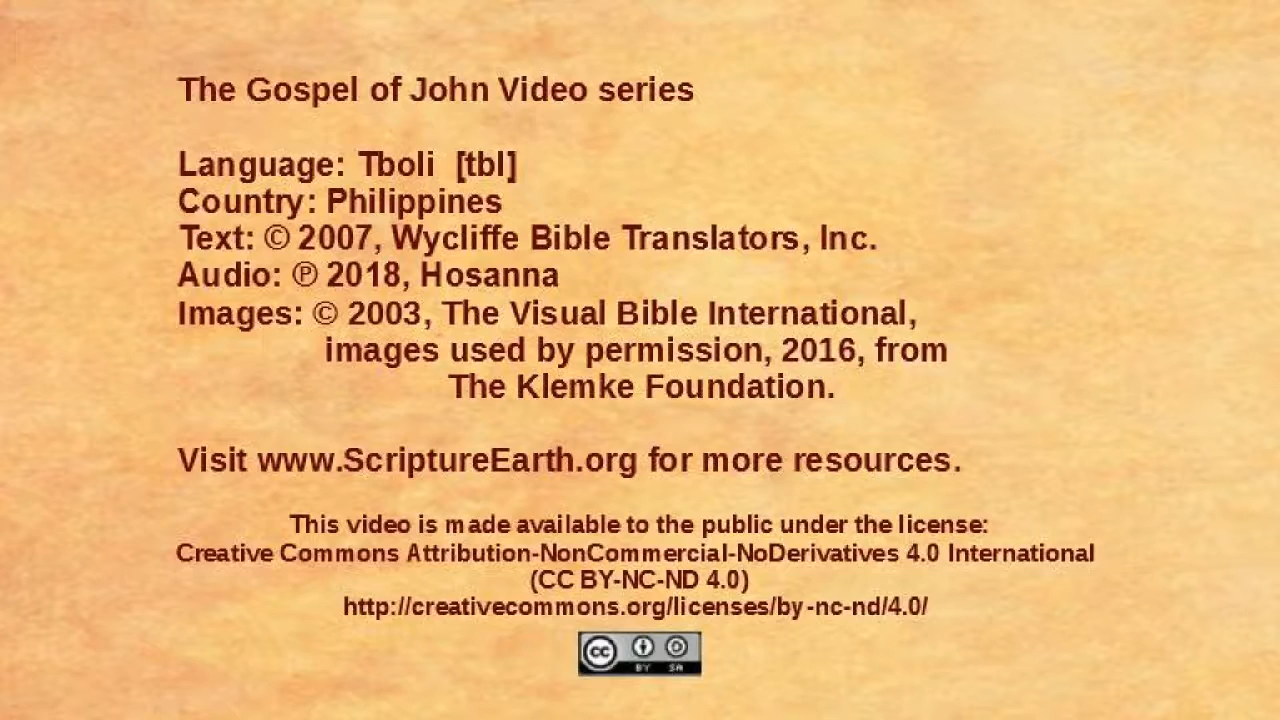 The Gospel of John Video series
Language: Tboli [tbl]
Country: Philippines
Text: © 2007, Wycliffe Bible Translators, Inc.
Audio: ℗ 2018, Hosanna
Images: © 2003, The Visual Bible International,
images used by permission, 2016, from
The Klemke Foundation.
Visit www.ScriptureEarth.org for more resources.
This video is made available to the public under the license:
Creative Commons Attribution-NonCommercial-NoDerivatives 4.0 International
(CC BY-NC-ND 4.0)
http://creativecommons.org/licenses/by-nc-nd/4.0/
cc BY SA